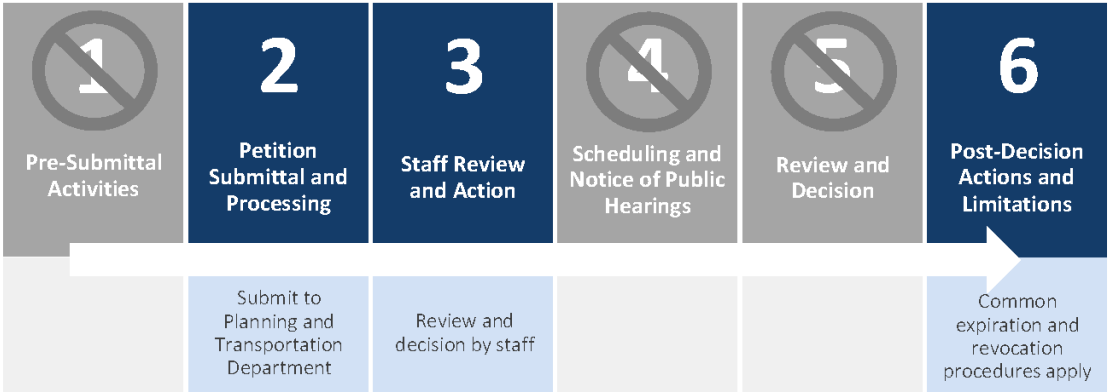 1
Pre-Submittal
Activities
2
Petition
Submittal and
Processing
3
Staff Review
and Action
4
Scheduling and
Notice of Public
Hearings
5
Review and
Decision
6
Post-Decision
Actions and
Limitations
Submit to
Planning and
Transportation
Department
Review and
decision by staff
Common
expiration and
revocation
procedures apply